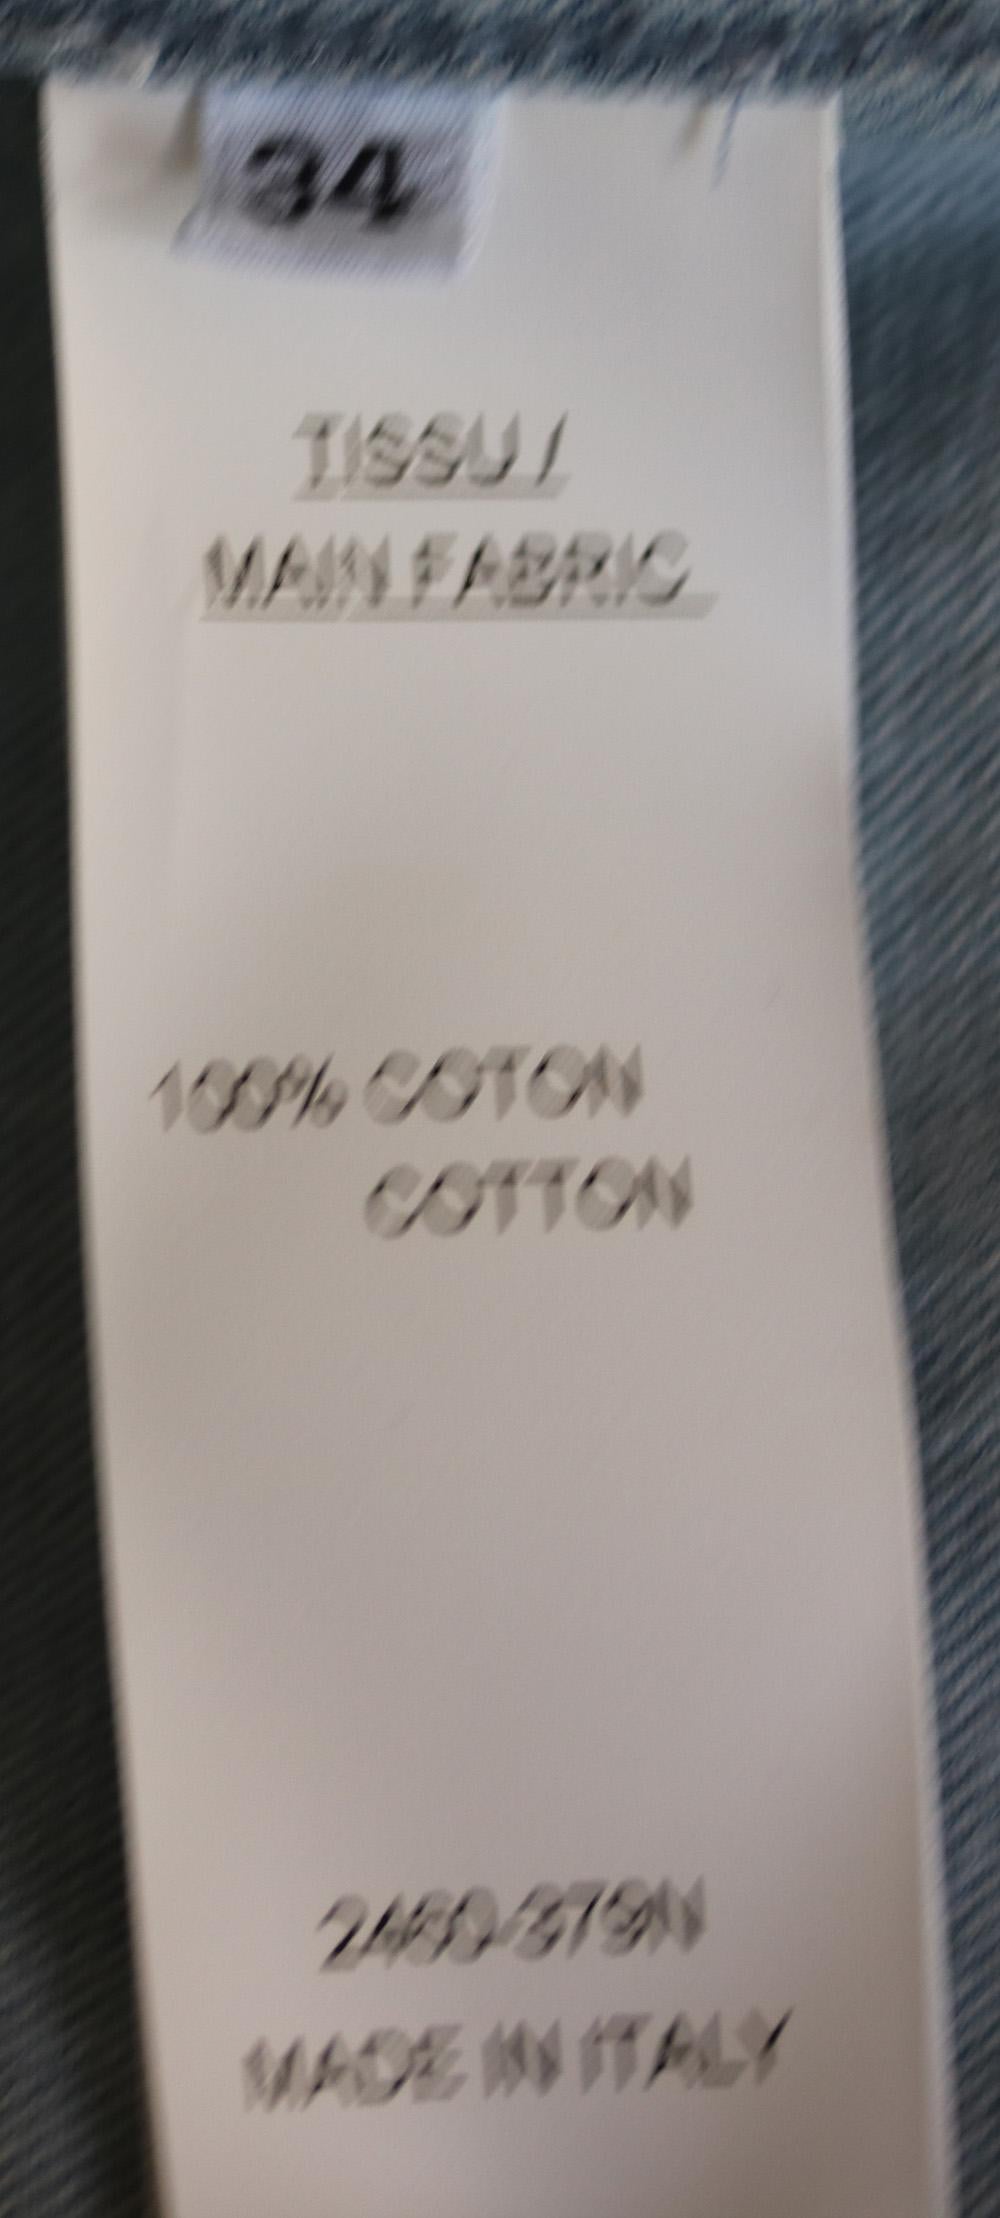 34
TISSU /
MAIN FABRIC
100% COTON
COTTON
MADE IN ITALY